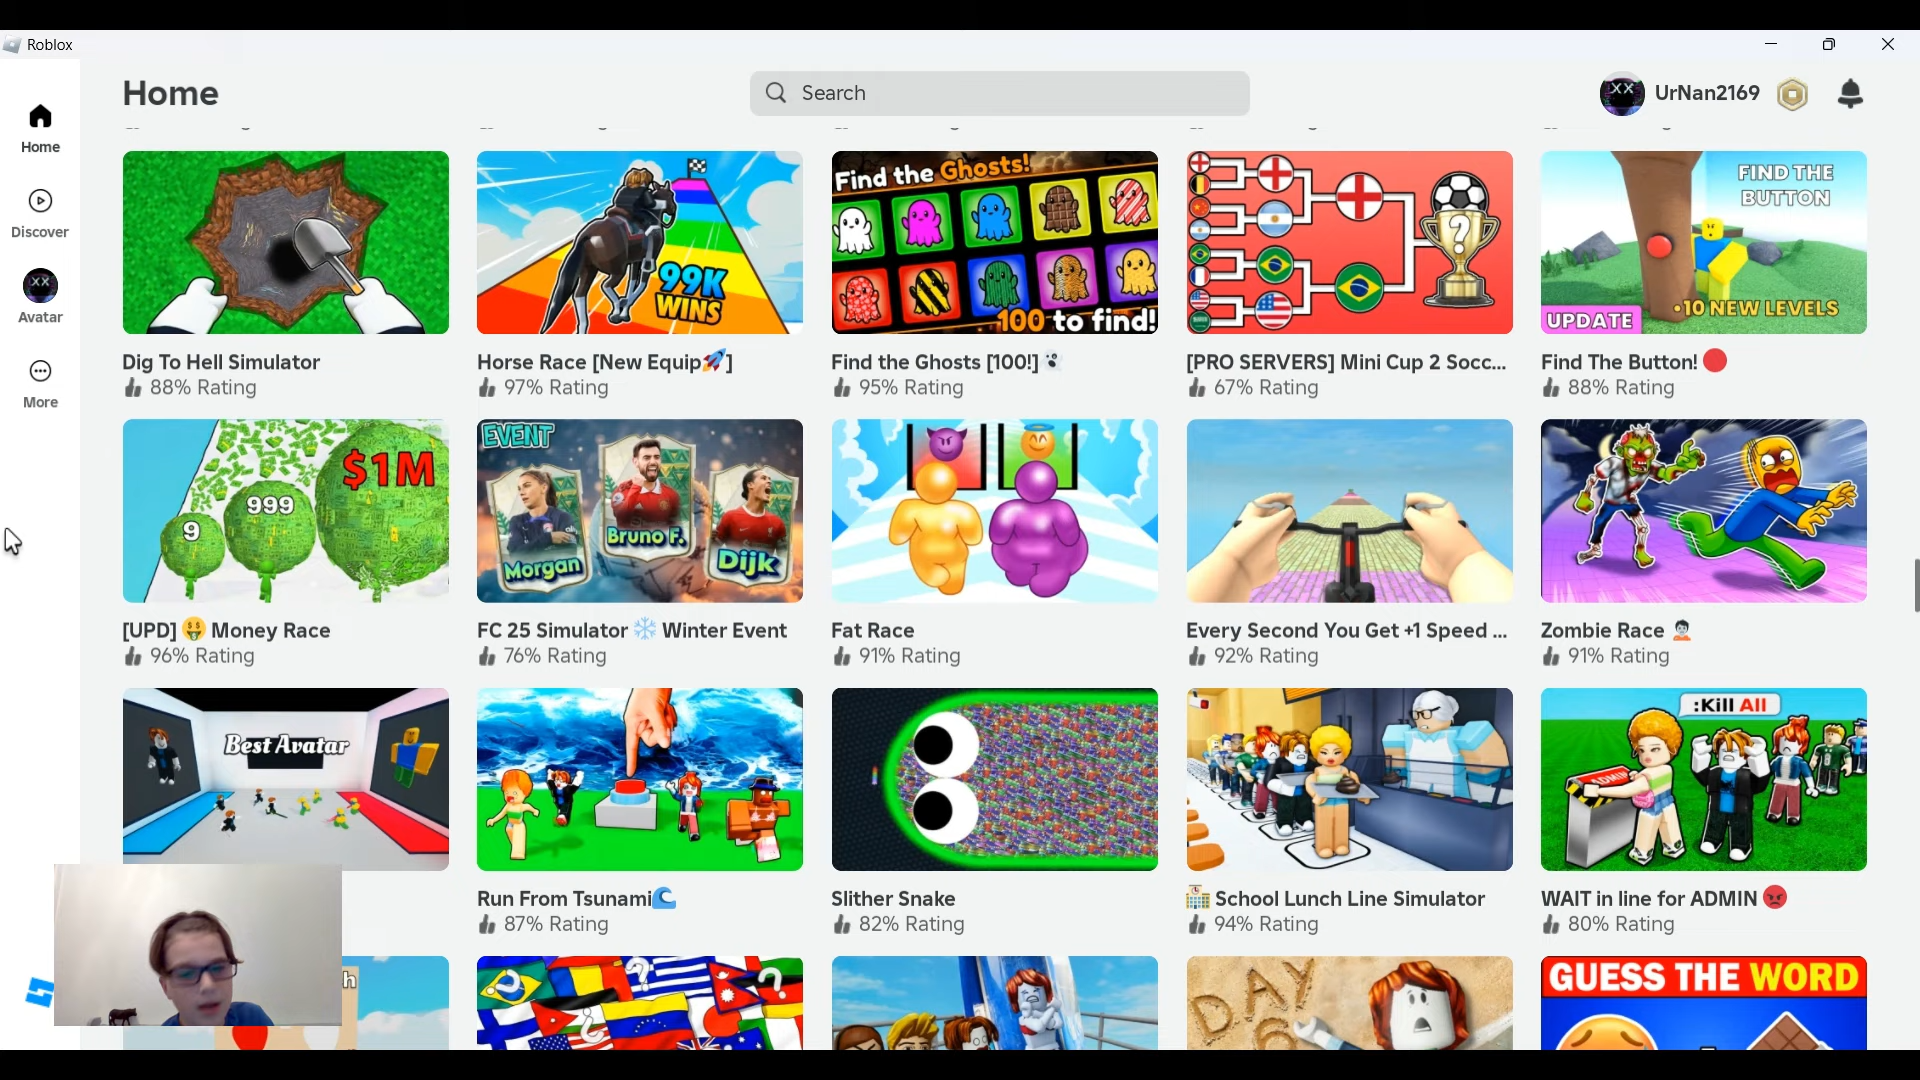 Roblox
Home
Search
UrNan2169
Home
Discover
Avatar
More
99K
WINS
Find the Ghosts!
100 to find!
FIND THE
BUTTON
UPDATE
•10 NEW LEVELS
Dig To Hell Simulator
88% Rating
Horse Race [New Equip🚀]
97% Rating
Find the Ghosts [100!] 👻
95% Rating
[PRO SERVERS] Mini Cup 2 Socc...
67% Rating
Find The Button! 🔴
88% Rating
9
999
$1M
EVENT
Morgan
Bruno F.
Dijk
[UPD] 🤑 Money Race
96% Rating
FC 25 Simulator ❄️ Winter Event
76% Rating
Fat Race
91% Rating
Every Second You Get +1 Speed ...
92% Rating
Zombie Race 🧟
91% Rating
Best Avatar
ADMIN
:Kill All
Run From Tsunami🌊
87% Rating
Slither Snake
82% Rating
🏫 School Lunch Line Simulator
94% Rating
WAIT in line for ADMIN 😡
80% Rating
h
DAY
GUESS THE WORD